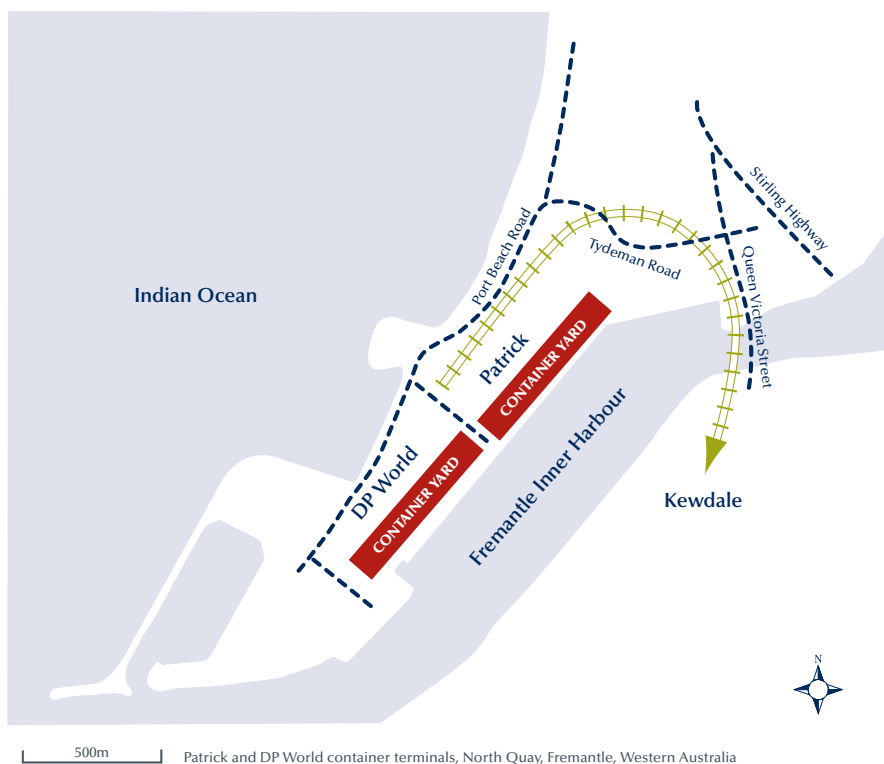 Stirling Highway
Port Beach Road
Tydeman Road
Queen Victoria Street
Indian Ocean
Patrick
CONTAINER YARD
DP World
CONTAINER YARD
Fremantle Inner Harbour
Kewdale
N
500m
Patrick and DP World container terminals, North Quay, Fremantle, Western Australia